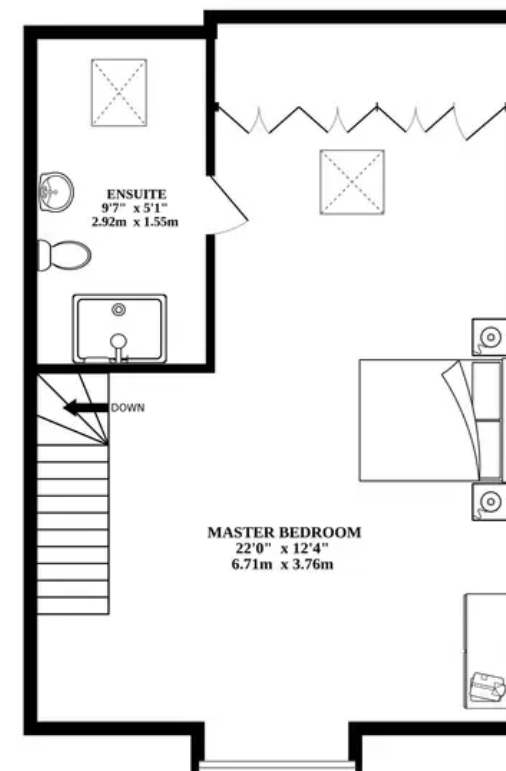 ENSUITE
9'7" x 5'1"
2.92m x 1.55m
DOWN
MASTER BEDROOM
22'0" x 12'4"
6.71m x 3.76m